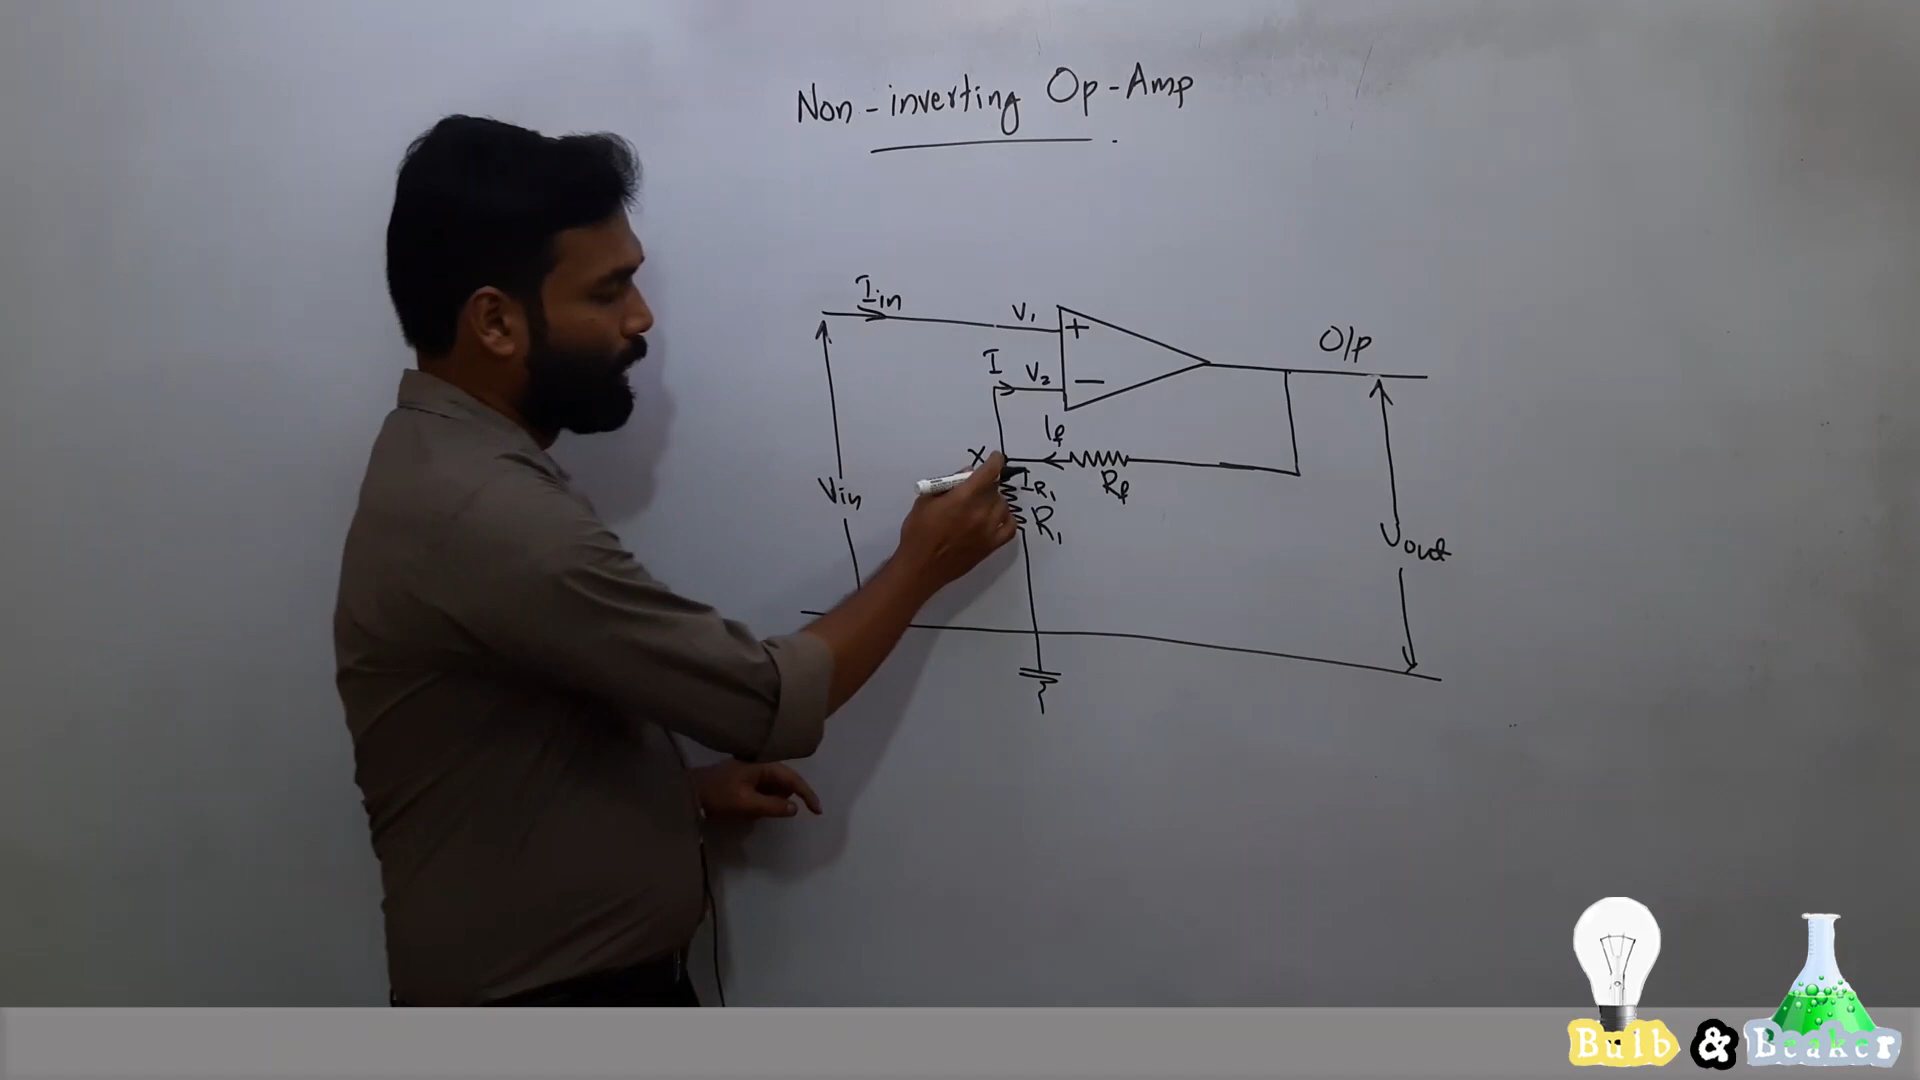 Non-inverting Op-Amp
Iin
V1
+
O/P
I
V2
-
If
X
Rf
IR1
R1
Vin
Vout
Bulb & Beaker